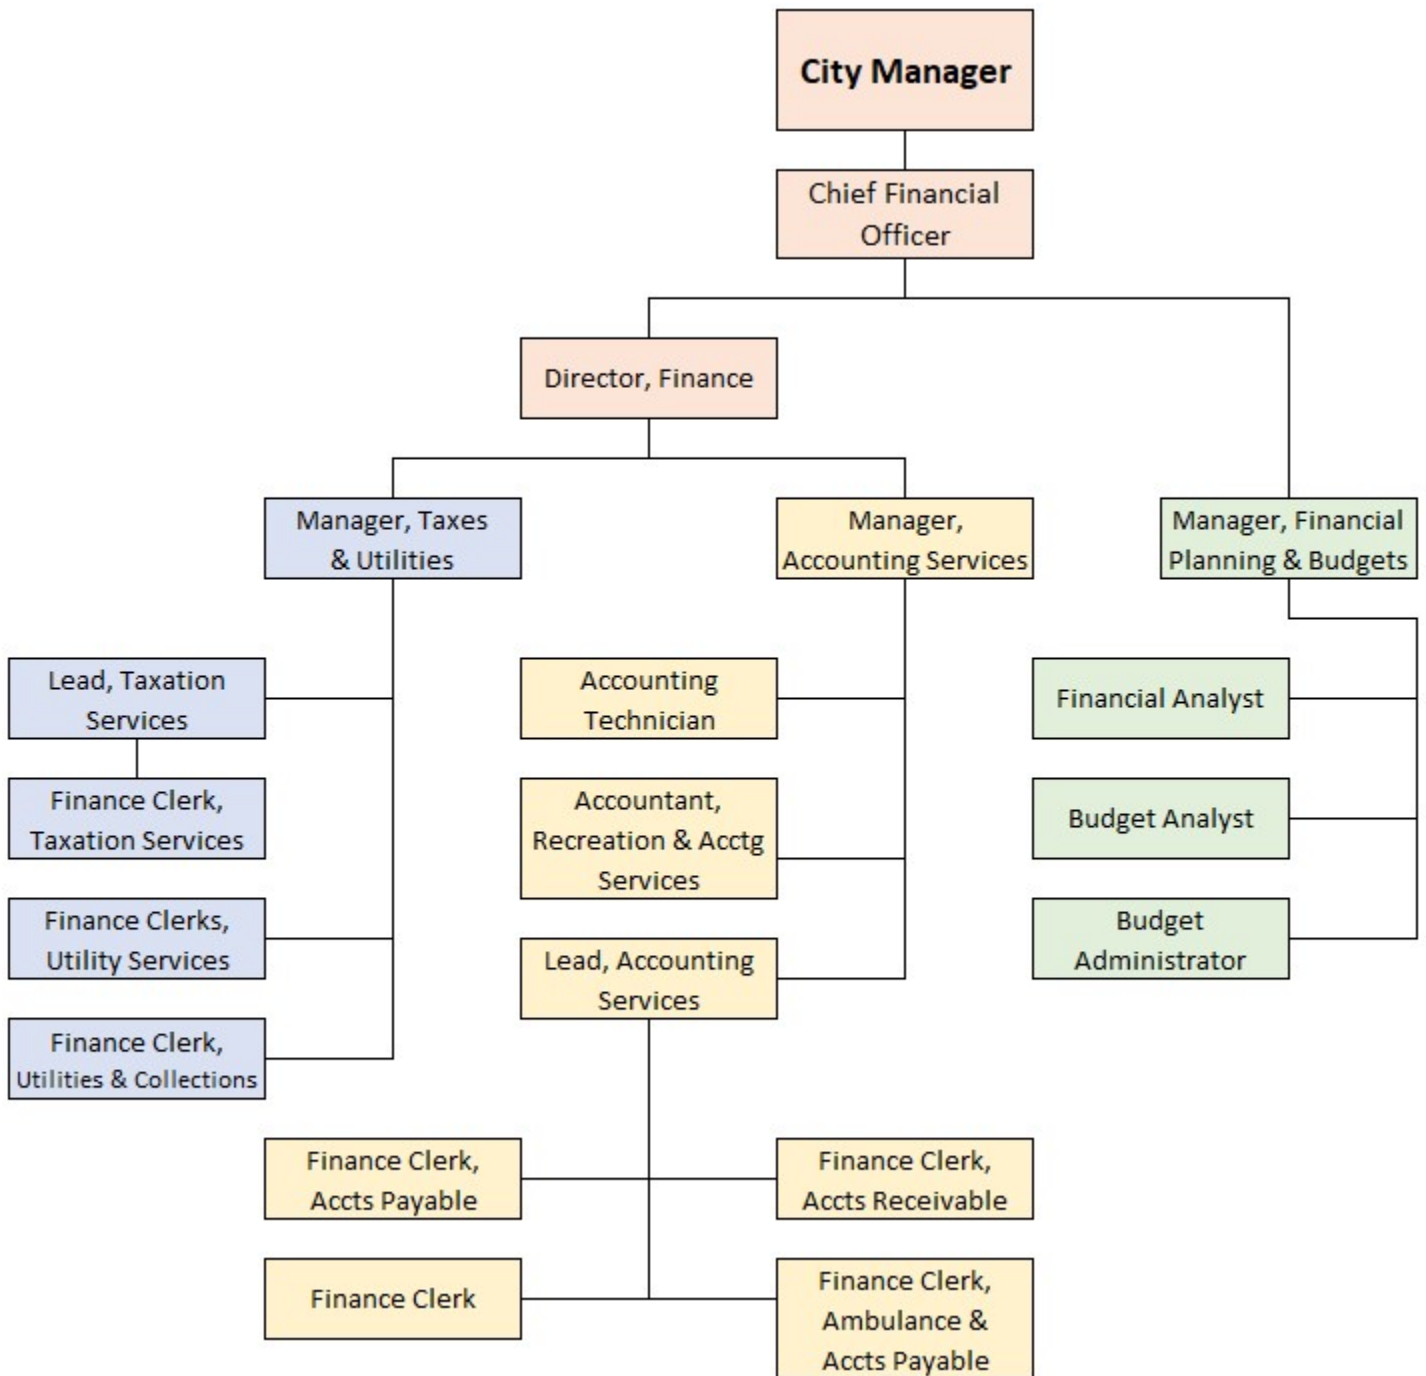 City Manager
Chief Financial
Officer
Director, Finance
Manager, Taxes
& Utilities
Manager,
Accounting Services
Manager, Financial
Planning & Budgets
Lead, Taxation
Services
Finance Clerk,
Taxation Services
Finance Clerks,
Utility Services
Finance Clerk,
Utilities & Collections
Accounting
Technician
Accountant,
Recreation & Acctg
Services
Lead, Accounting
Services
Finance Clerk,
Accts Payable
Finance Clerk,
Accts Receivable
Finance Clerk
Finance Clerk,
Ambulance &
Accts Payable
Financial Analyst
Budget Analyst
Budget
Administrator